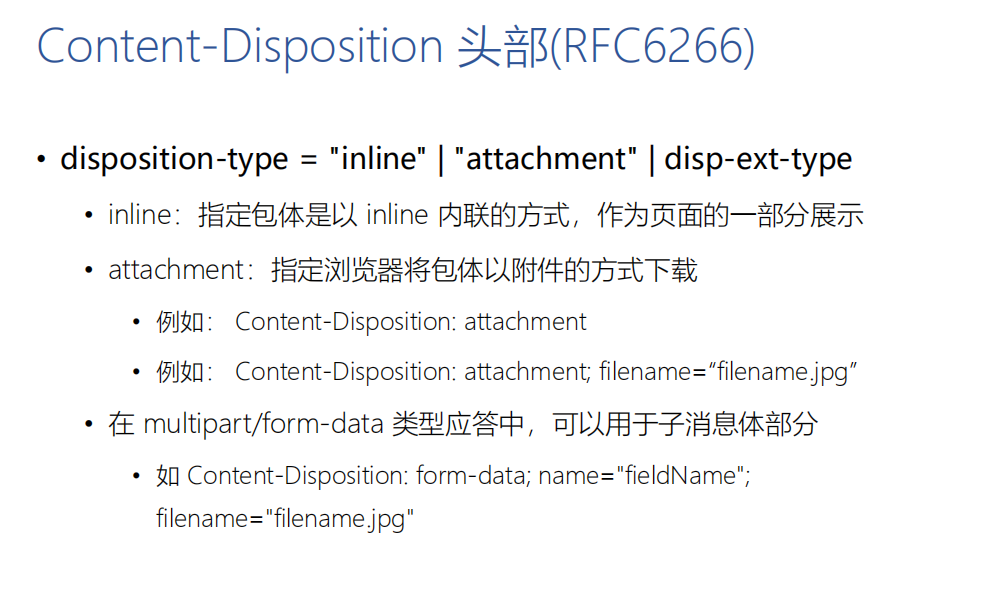 Content-Disposition 头部(RFC6266)
• disposition-type = "inline" | "attachment" | disp-ext-type
• inline：指定包体是以 inline 内联的方式，作为页面的一部分展示
• attachment：指定浏览器将包体以附件的方式下载
• 例如： Content-Disposition: attachment
• 例如： Content-Disposition: attachment; filename=“filename.jpg”
• 在 multipart/form-data 类型应答中，可以用于子消息体部分
• 如 Content-Disposition: form-data; name="fieldName";
filename="filename.jpg"